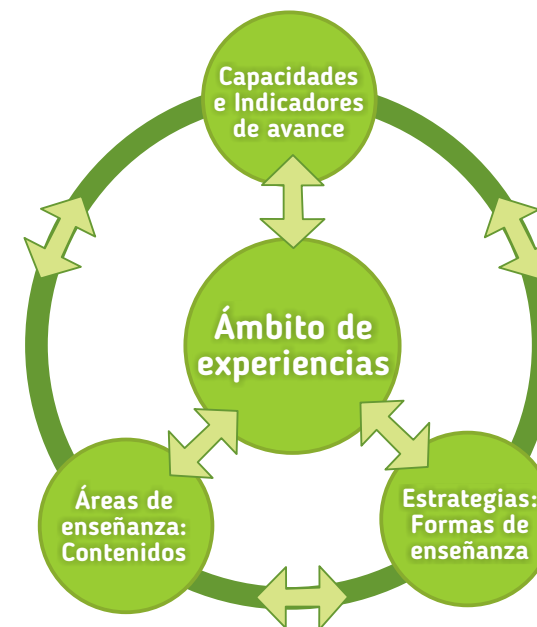 Capacidades
e Indicadores
de avance
Ámbito de
experiencias
Áreas de
enseñanza:
Contenidos
Estrategias:
Formas de
enseñanza